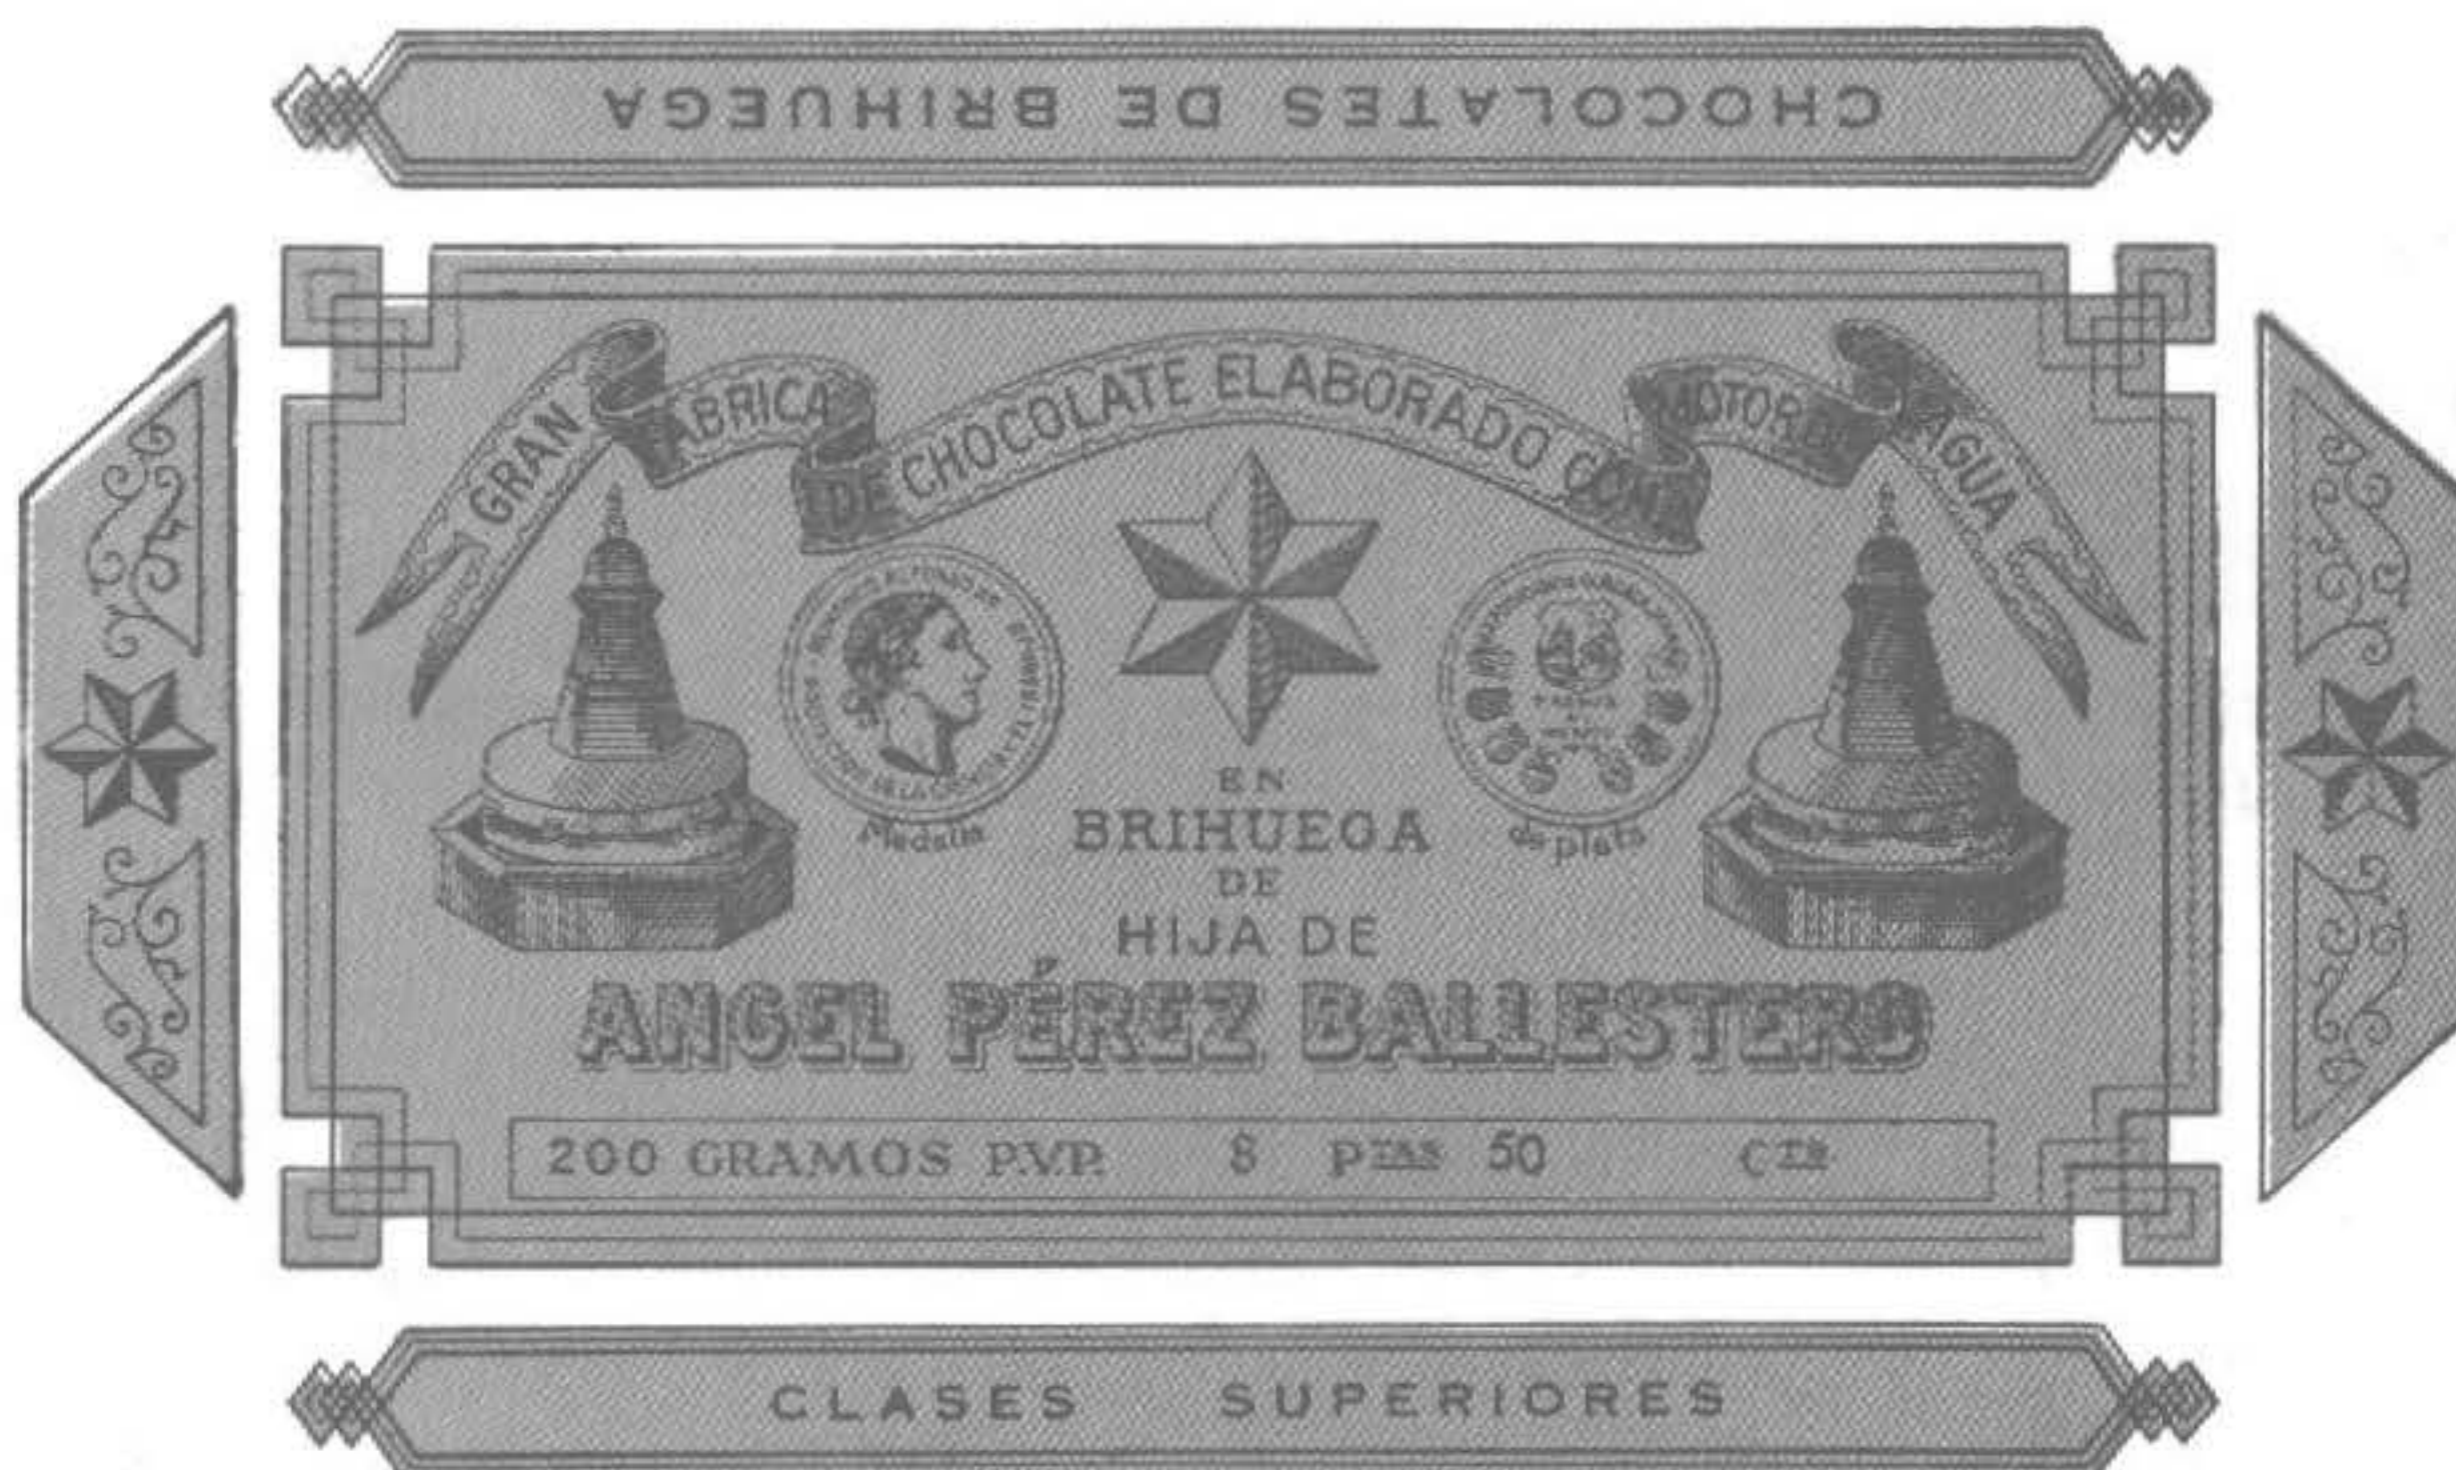 CHOCOLATES DE BRIHUEGA
GRAN FABRICA DE CHOCOLATE ELABORADO CON MOTOR DE AGUA
Medalla
de plata
EN
BRIHUEGA
DE
HIJA DE
ANGEL PÉREZ BALLESTERO
200 GRAMOS P.V.P. 8 PTAS 50 CTS
CLASES SUPERIORES